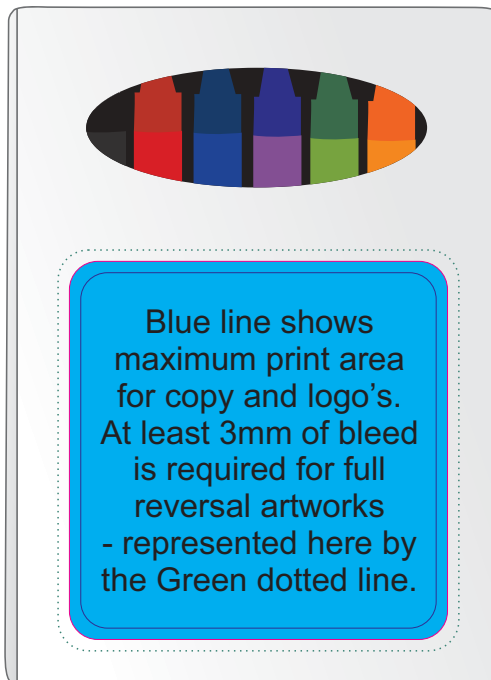 Blue line shows
maximum print area
for copy and logo's.
At least 3mm of bleed
is required for full
reversal artworks
- represented here by
the Green dotted line.